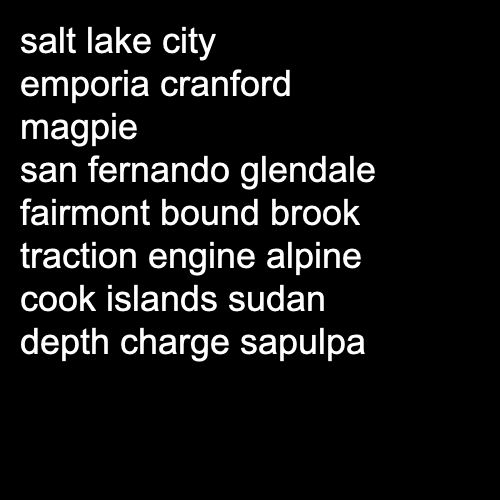 salt lake city
emporia cranford
magpie
san fernando glendale
fairmont bound brook
traction engine alpine
cook islands sudan
depth charge sapulpa